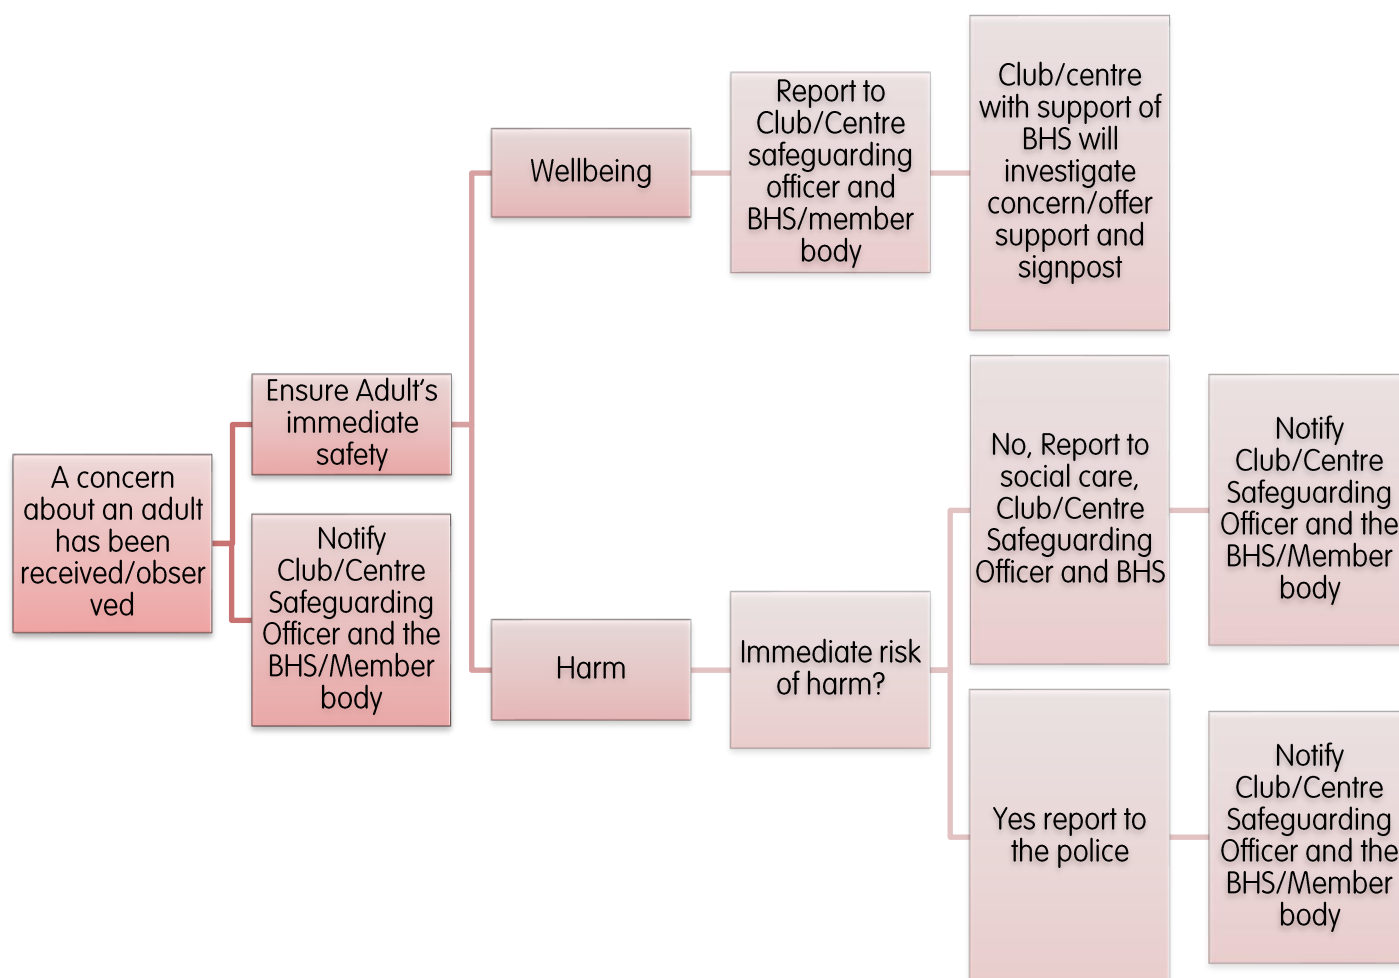 A concern
about an adult
has been
received/obser
ved
Ensure Adult's
immediate
safety
Notify
Club/Centre
Safeguarding
Officer and the
BHS/Member
body
Wellbeing
Report to
Club/Centre
safeguarding
officer and
BHS/member
body
Club/centre
with support of
BHS will
investigate
concern/offer
support and
signpost
Harm
Immediate risk
of harm?
No, Report to
social care,
Club/Centre
Safeguarding
Officer and BHS
Notify
Club/Centre
Safeguarding
Officer and the
BHS/Member
body
Yes report to
the police
Notify
Club/Centre
Safeguarding
Officer and the
BHS/Member
body